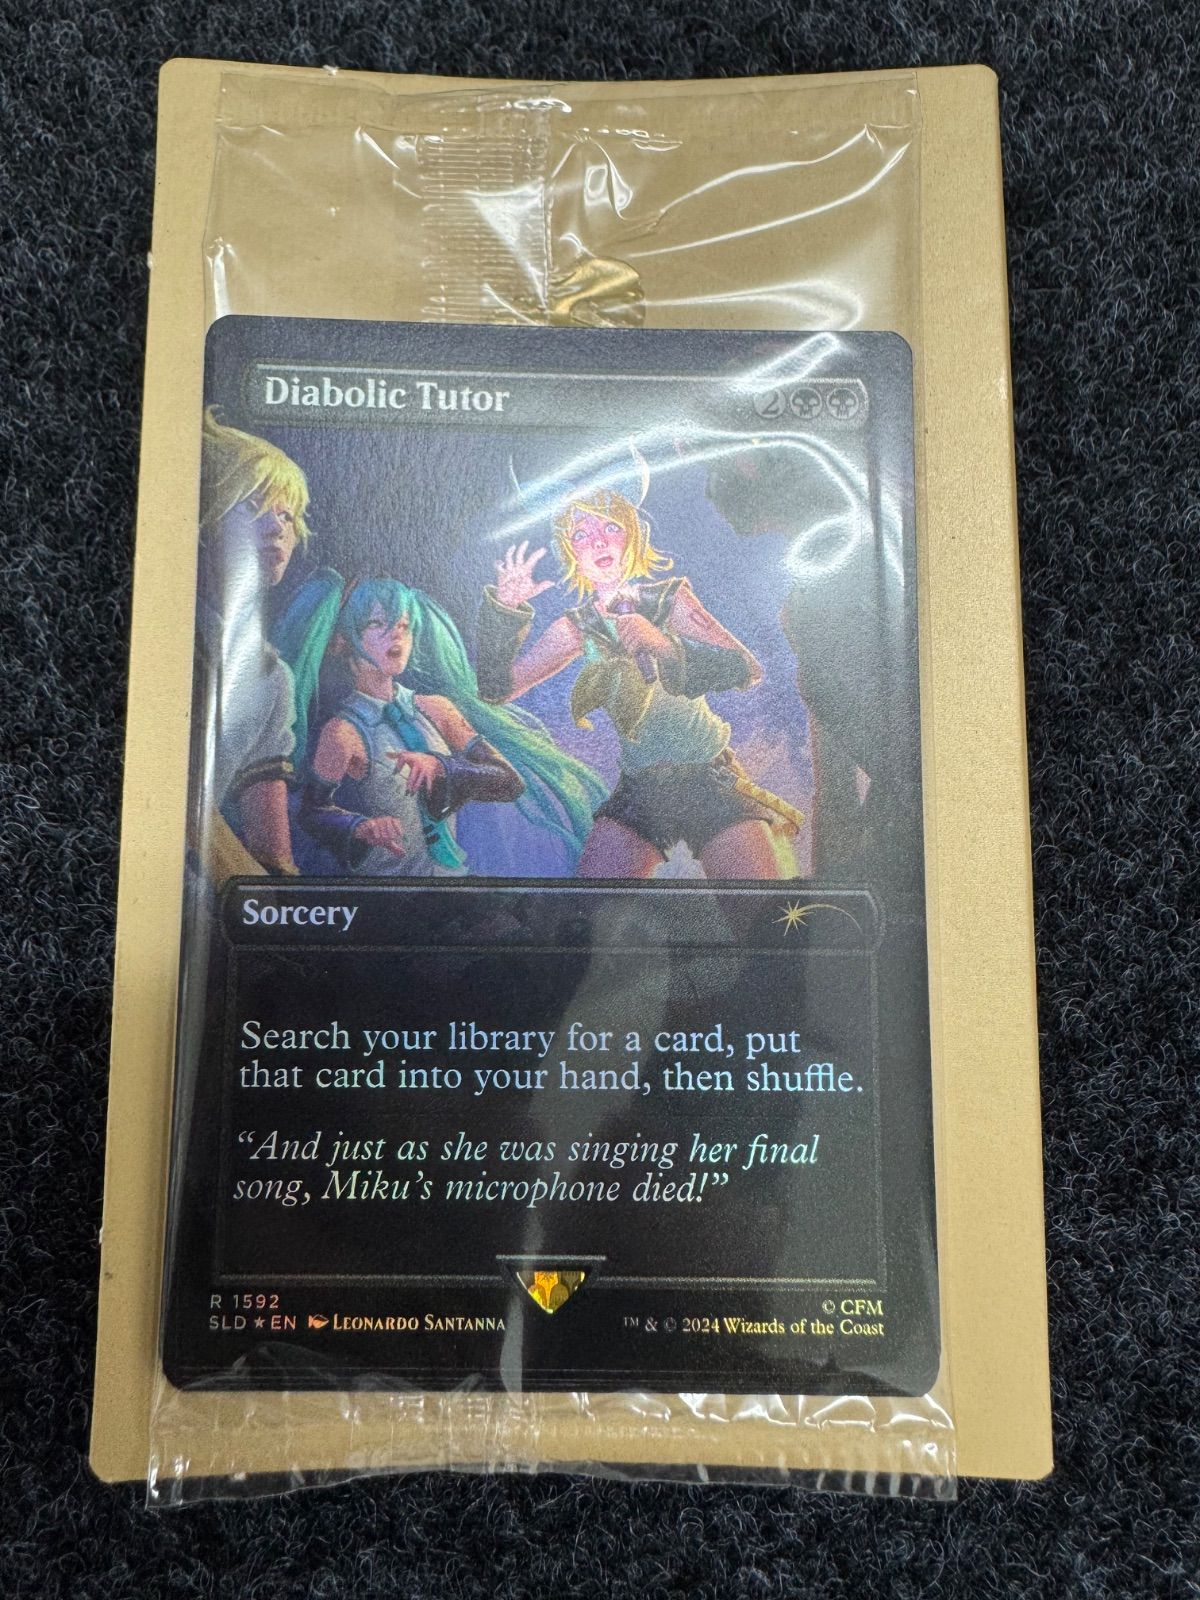 Diabolic Tutor
2
Sorcery
Search your library for a card, put
that card into your hand, then shuffle.
“And just as she was singing her final
song, Miku’s microphone died!”
R 1592
SLD ★ EN LEONARDO SANTANNA
© CFM
™ & © 2024 Wizards of the Coast